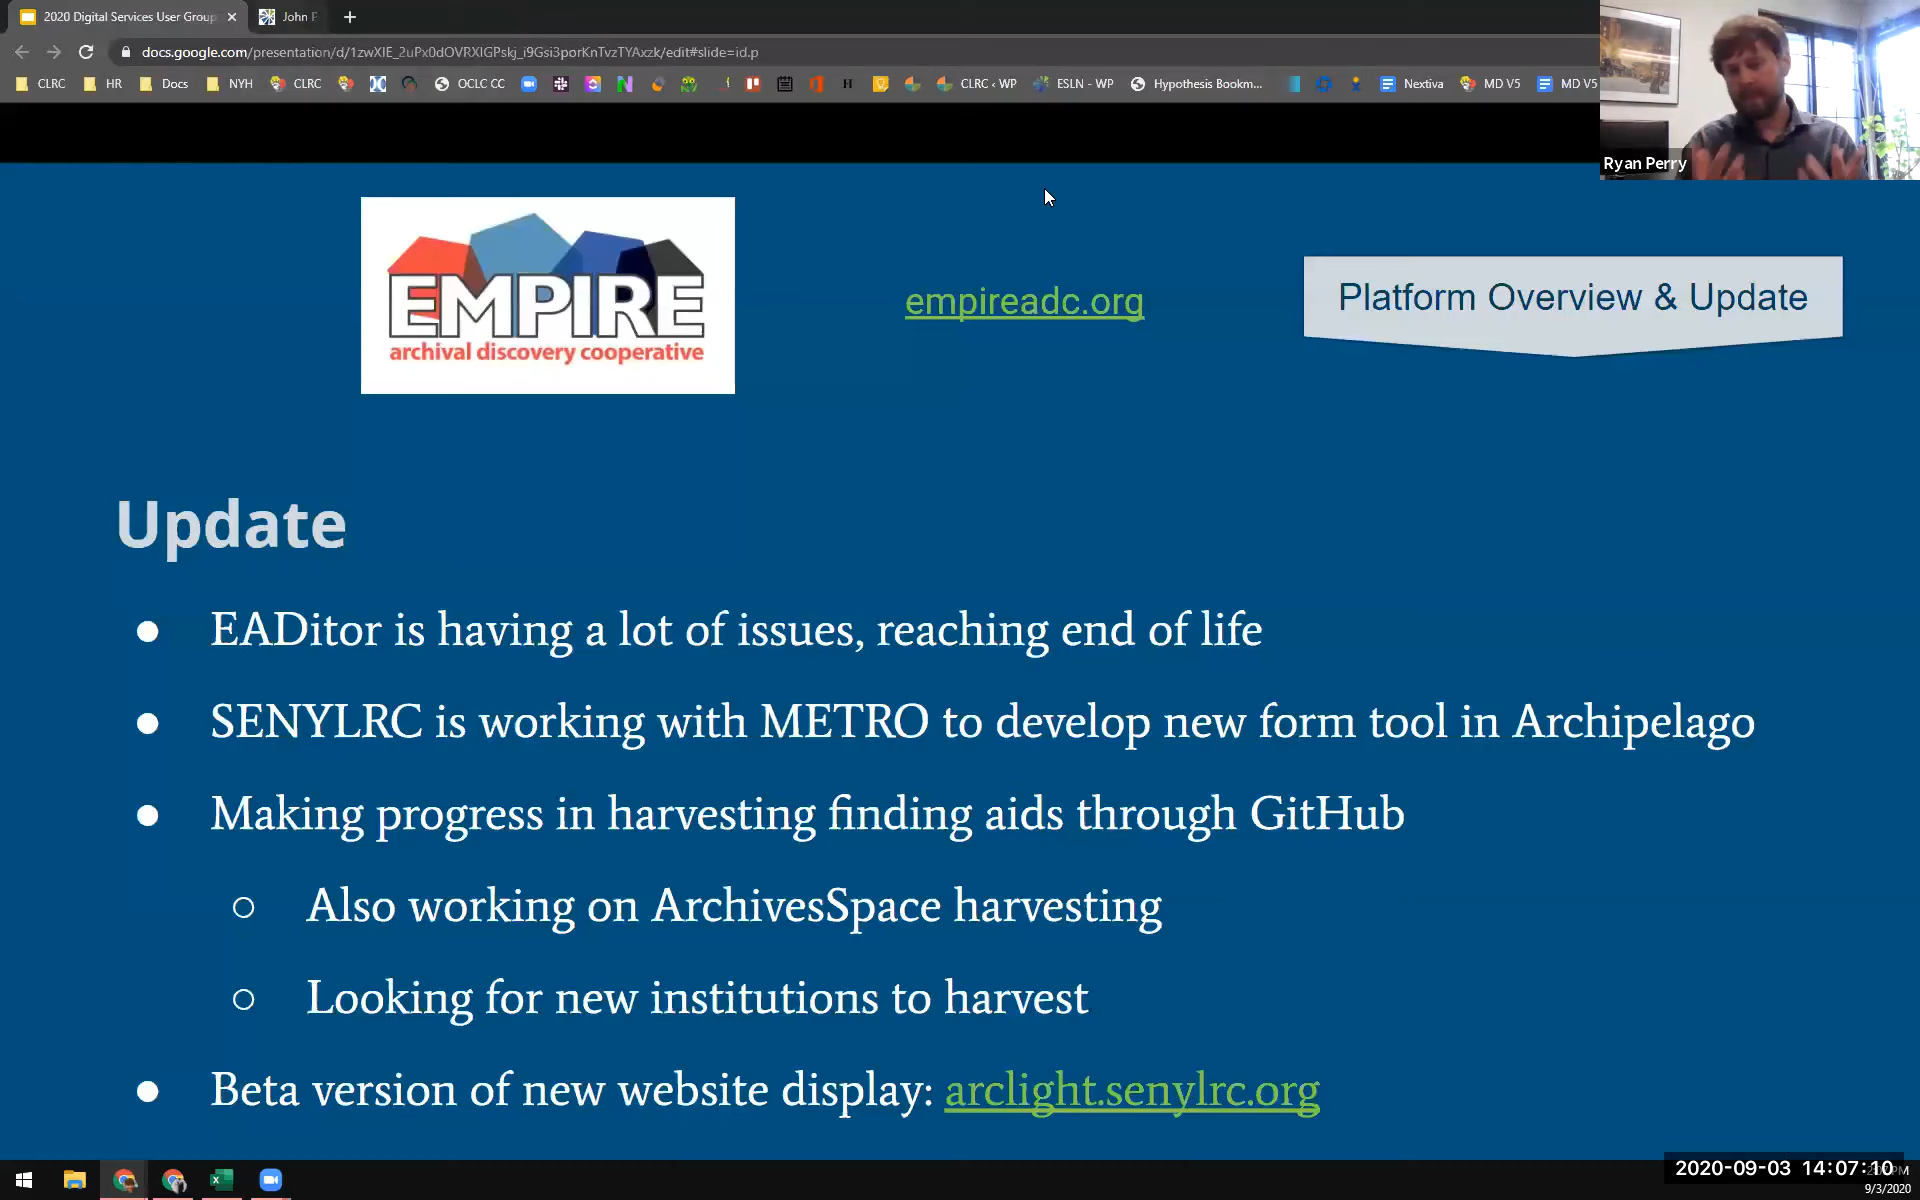 2020 Digital Services User Group
John
docs.google.com/presentation/d/1zwXIE_2uPx0dOVRXIGPskj_i9Gsi3porKnTvzTYAxzk/edit#slide=id.p
CLRC HR Docs NYH CLRC OCLC CC CLRC ‹ WP ESLN - WP Hypothesis Bookm... Nextiva MD V5 MD V5
Ryan Perry
EMPIRE
archival discovery cooperative
empireadc.org
Platform Overview & Update
Update
● EADitor is having a lot of issues, reaching end of life
● SENYLRC is working with METRO to develop new form tool in Archipelago
● Making progress in harvesting finding aids through GitHub
○ Also working on ArchivesSpace harvesting
○ Looking for new institutions to harvest
● Beta version of new website display: arclight.senylrc.org
2020-09-03 14:07:10
9/3/2020